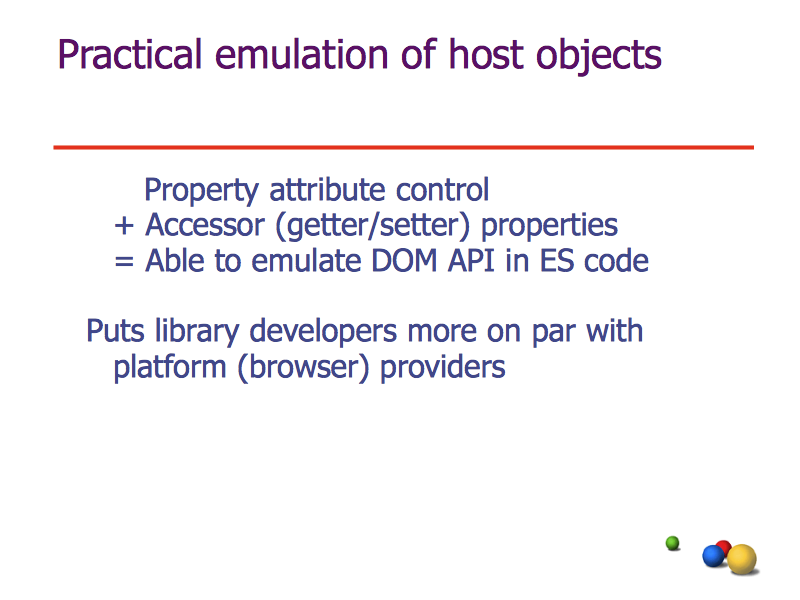 Practical emulation of host objects
Property attribute control
+ Accessor (getter/setter) properties
= Able to emulate DOM API in ES code
Puts library developers more on par with
platform (browser) providers